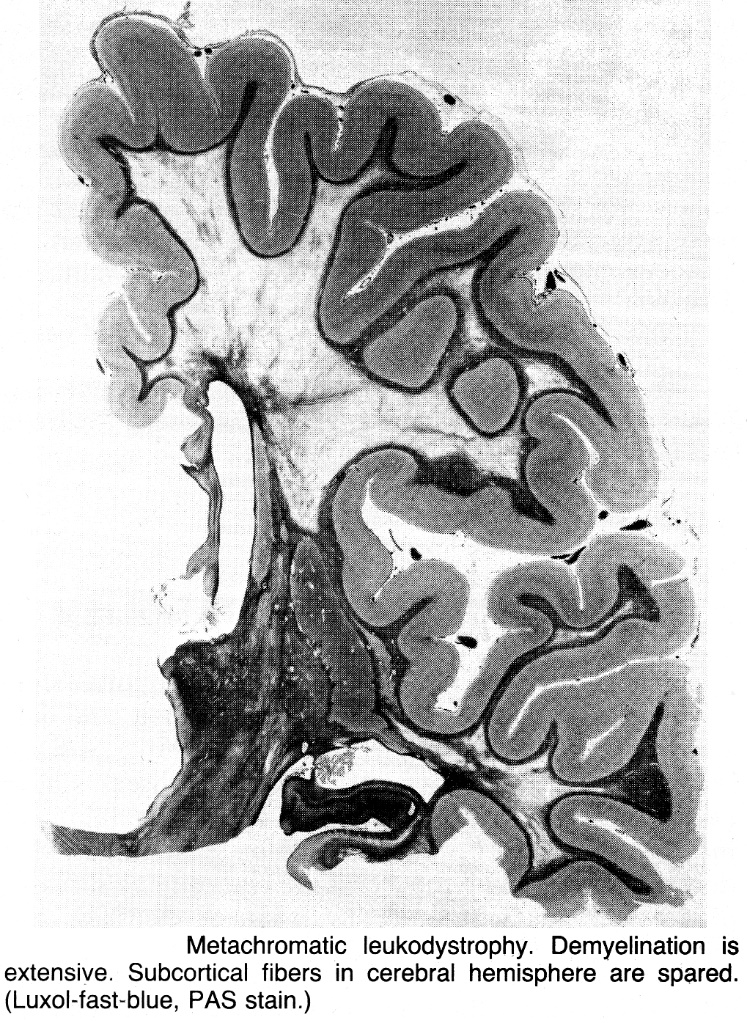 Metachromatic leukodystrophy. Demyelination is
extensive. Subcortical fibers in cerebral hemisphere are spared.
(Luxol-fast-blue, PAS stain.)